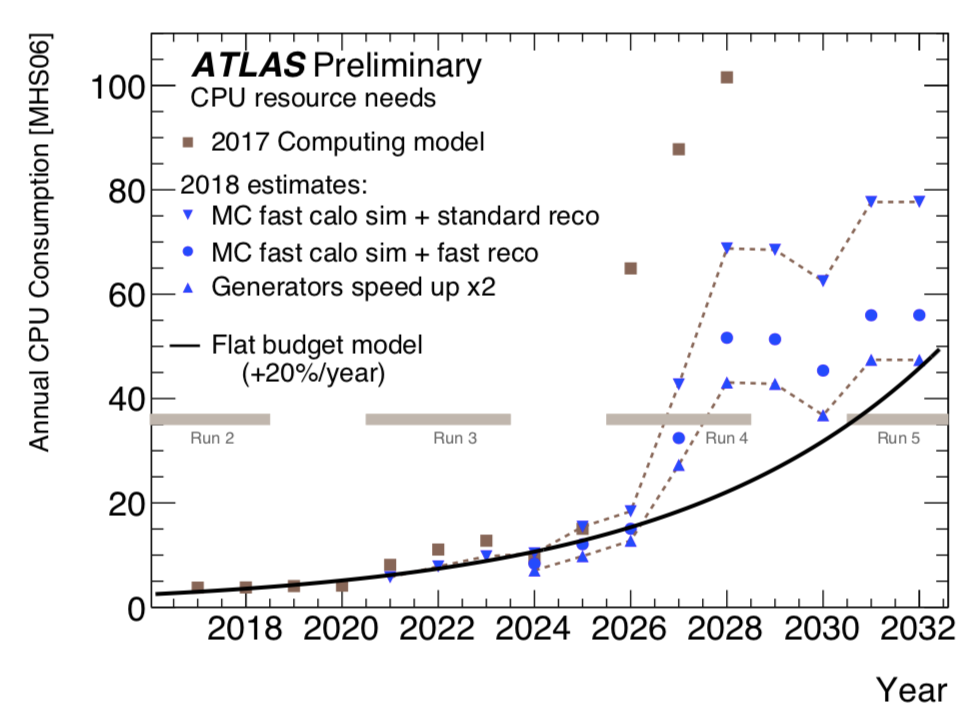 ATLAS Preliminary
CPU resource needs
2017 Computing model
2018 estimates:
MC fast calo sim + standard reco
MC fast calo sim + fast reco
Generators speed up x2
Flat budget model
(+20%/year)
Annual CPU Consumption [MHS06]
100
80
60
40
20
0
Run 2
Run 3
Run 4
Run 5
2018 2020 2022 2024 2026 2028 2030 2032
Year